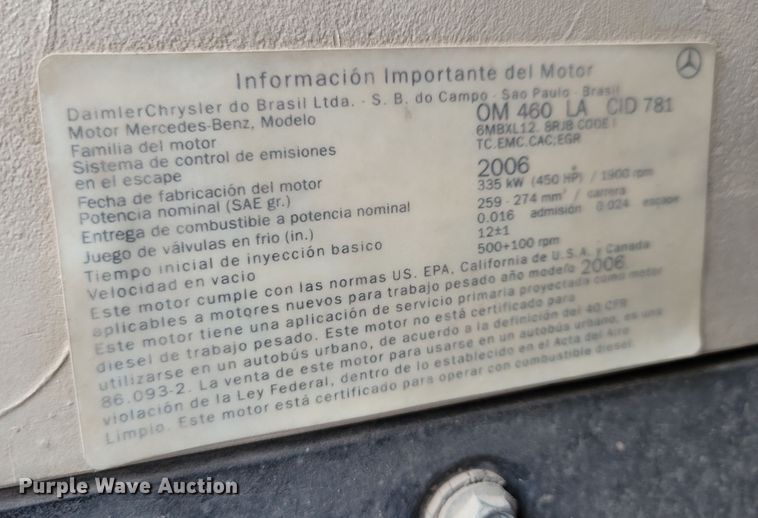 Información Importante del Motor
DaimlerChrysler do Brasil Ltda. - S. B. do Campo - Sao Paulo - Brasil
Motor Mercedes-Benz, Modelo OM 460 LA CID 781
Familia del motor 6MBXL12. 8RJB CODE
Sistema de control de emisiones
en el escape TC.EMC.CAC;EGR
Fecha de fabricación del motor 2006
Potencia nominal (SAE gr.) 335 kW (450 HP) / 1900 rpm
Entrega de combustible a potencia nominal 259 - 274 mm³ / carrera
Juego de válvulas en frio (in.) 0.016 admisión 0.024 escape
Tiempo inicial de inyección basico 12±1
Velocidad en vacio 500+100 rpm
Este motor cumple con las normas US. EPA, California de U.S.A. y Canada
aplicables a motores nuevos para trabajo pesado año modelo 2006
Este motor tiene una aplicación de servicio primaria proyectada como motor
diesel de trabajo pesado. Este motor no está certificado para
utilizarse en un autobús urbano, de acuerdo a la definición del 40 CFR
86.093-2. La venta de este motor para usarse en un autobús urbano, es una
violación de la Ley Federal, dentro de lo establecido en el Acta del Aire
Limpio. Este motor está certificado para operar con combustible diesel.
Purple Wave Auction